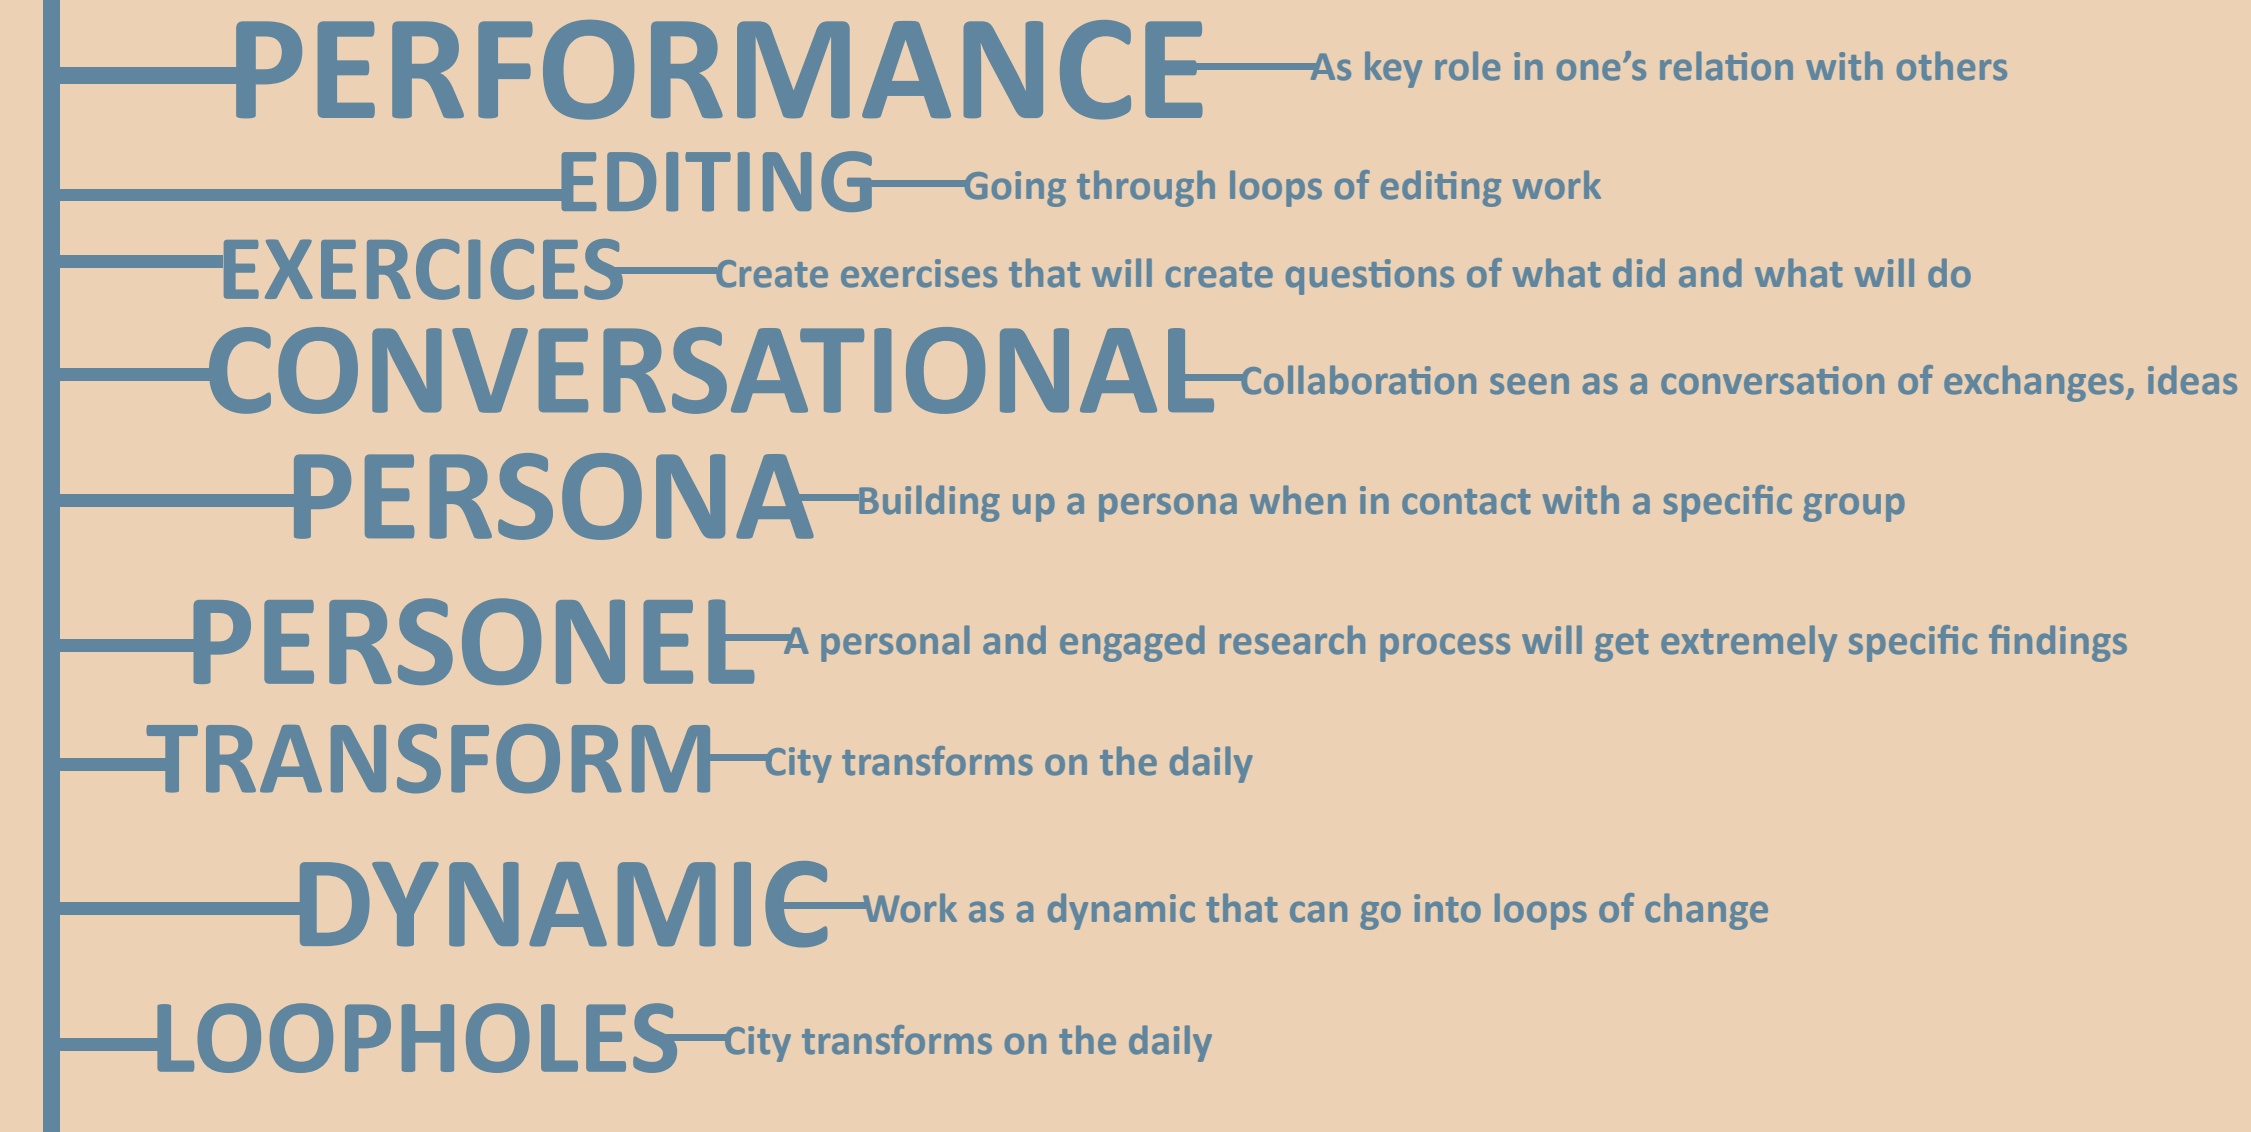 PERFORMANCE As key role in one’s relation with others
EDITING Going through loops of editing work
EXERCICES Create exercises that will create questions of what did and what will do
CONVERSATIONAL Collaboration seen as a conversation of exchanges, ideas
PERSONA Building up a persona when in contact with a specific group
PERSONEL A personal and engaged research process will get extremely specific findings
TRANSFORM City transforms on the daily
DYNAMIC Work as a dynamic that can go into loops of change
LOOPHOLES City transforms on the daily